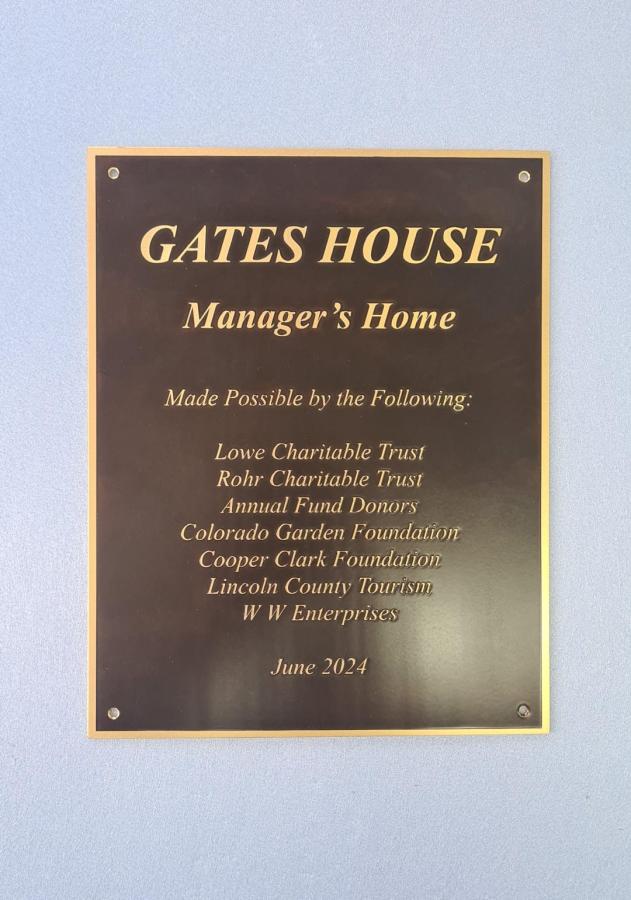 GATES HOUSE
Manager's Home
Made Possible by the Following:
Lowe Charitable Trust
Rohr Charitable Trust
Annual Fund Donors
Colorado Garden Foundation
Cooper Clark Foundation
Lincoln County Tourism
W W Enterprises
June 2024